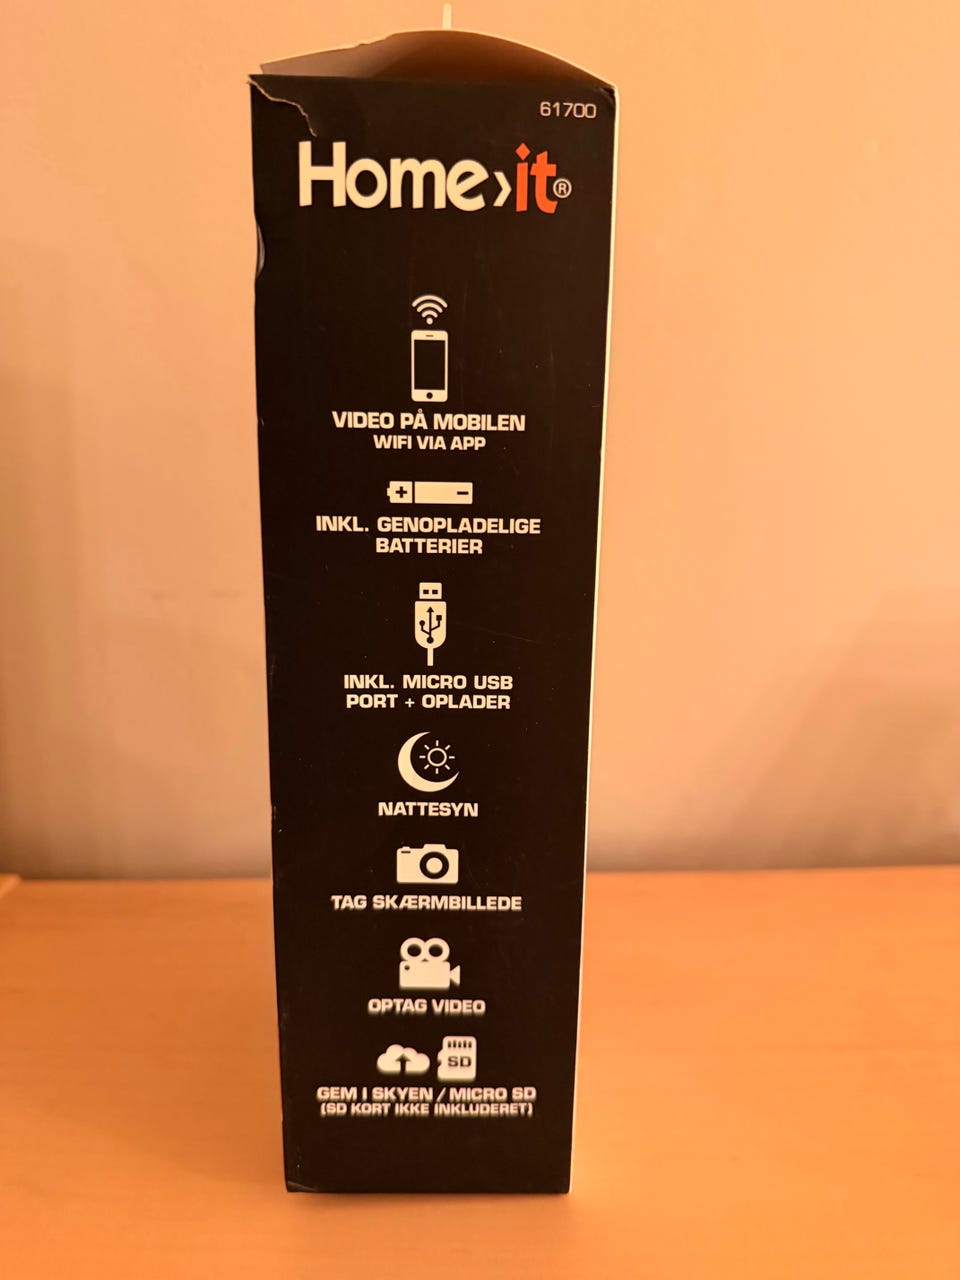 61700
Home›it®
VIDEO PÅ MOBILEN
WIFI VIA APP
INKL. GENOPLADELIGE
BATTERIER
INKL. MICRO USB
PORT + OPLADER
NATTESYN
TAG SKÆRMBILLEDE
OPTAG VIDEO
SD
GEM I SKYEN / MICRO SD
(SD KORT IKKE INKLUDERET)